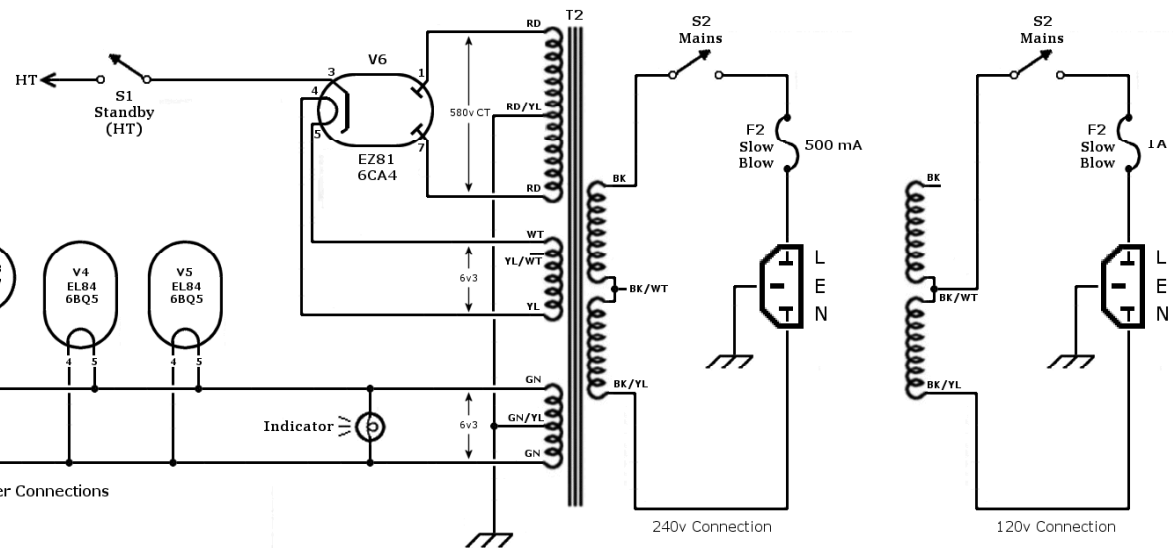 T2
RD
V6
HT
S1
Standby
(HT)
3
1
4
5
7
EZ81
6CA4
580v CT
RD/YL
RD
WT
YL/WT
6v3
YL
V4
EL84
6BQ5
V5
EL84
6BQ5
4
5
4
5
GN
Indicator
6v3
GN/YL
GN
er Connections
S2
Mains
F2
Slow
Blow
500 mA
BK
BK/WT
BK/YL
L
E
N
240v Connection
S2
Mains
F2
Slow
Blow
1A
BK
BK/WT
BK/YL
L
E
N
120v Connection